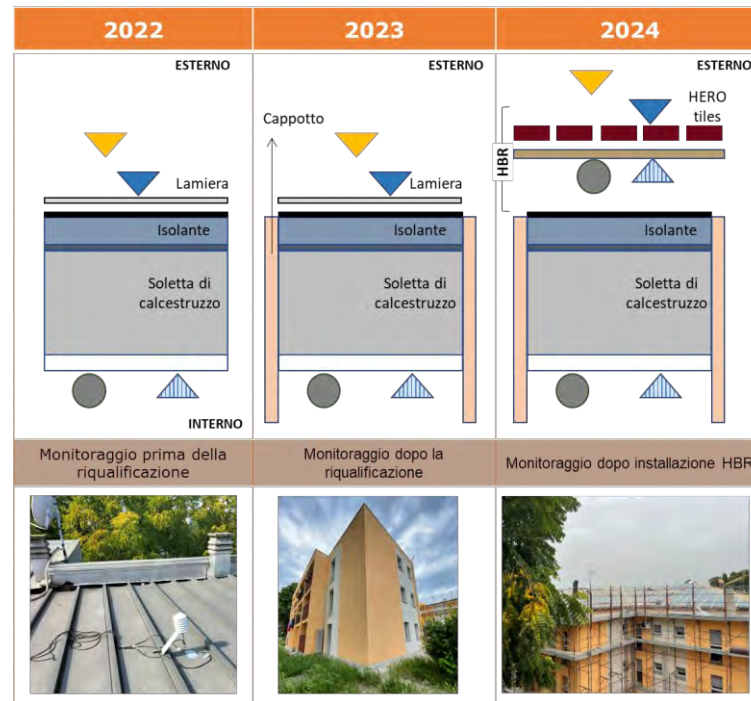 2022
2023
2024
ESTERNO
ESTERNO
ESTERNO
HERO
tiles
Cappotto
HBR
Lamiera
Lamiera
Isolante
Isolante
Isolante
Soletta di
calcestruzzo
Soletta di
calcestruzzo
Soletta di
calcestruzzo
INTERNO
Monitoraggio prima della
riqualificazione
Monitoraggio dopo la
riqualificazione
Monitoraggio dopo installazione HBR